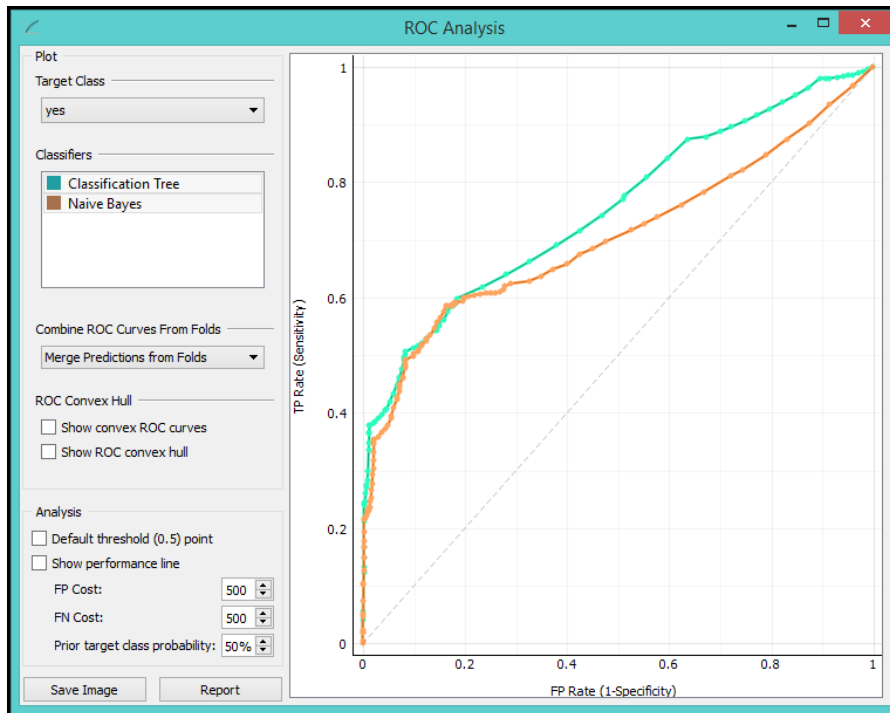 ROC Analysis
Plot
Target Class
yes
Classifiers
Classification Tree
Naive Bayes
Combine ROC Curves From Folds
Merge Predictions from Folds
ROC Convex Hull
Show convex ROC curves
Show ROC convex hull
Analysis
Default threshold (0.5) point
Show performance line
FP Cost: 500
FN Cost: 500
Prior target class probability: 50%
Save Image Report
TP Rate (Sensitivity)
1
0.8
0.6
0.4
0.2
0
0 0.2 0.4 0.6 0.8 1
FP Rate (1-Specificity)